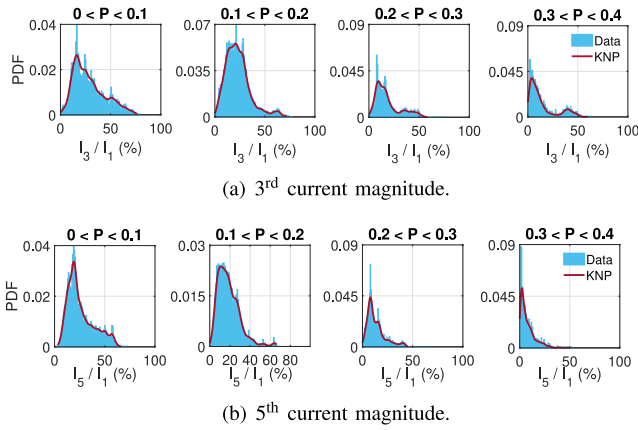 0 < P < 0.1 0.1 < P < 0.2 0.2 < P < 0.3 0.3 < P < 0.4
0.04 0.07 0.09 0.09
Data
KNP
PDF
0.02 0.035 0.045 0.045
0 0 0 0
0 50 100 0 50 100 0 50 100 0 50 100
I3 / I1 (%) I3 / I1 (%) I3 / I1 (%) I3 / I1 (%)
(a) 3rd current magnitude.
0 < P < 0.1 0.1 < P < 0.2 0.2 < P < 0.3 0.3 < P < 0.4
0.04 0.03 0.09 0.09
Data
KNP
PDF
0.02 0.015 0.045 0.045
0 0 0 0
0 50 100 0 20 40 60 80 0 50 100 0 50 100
I5 / I1 (%) I5 / I1 (%) I5 / I1 (%) I5 / I1 (%)
(b) 5th current magnitude.